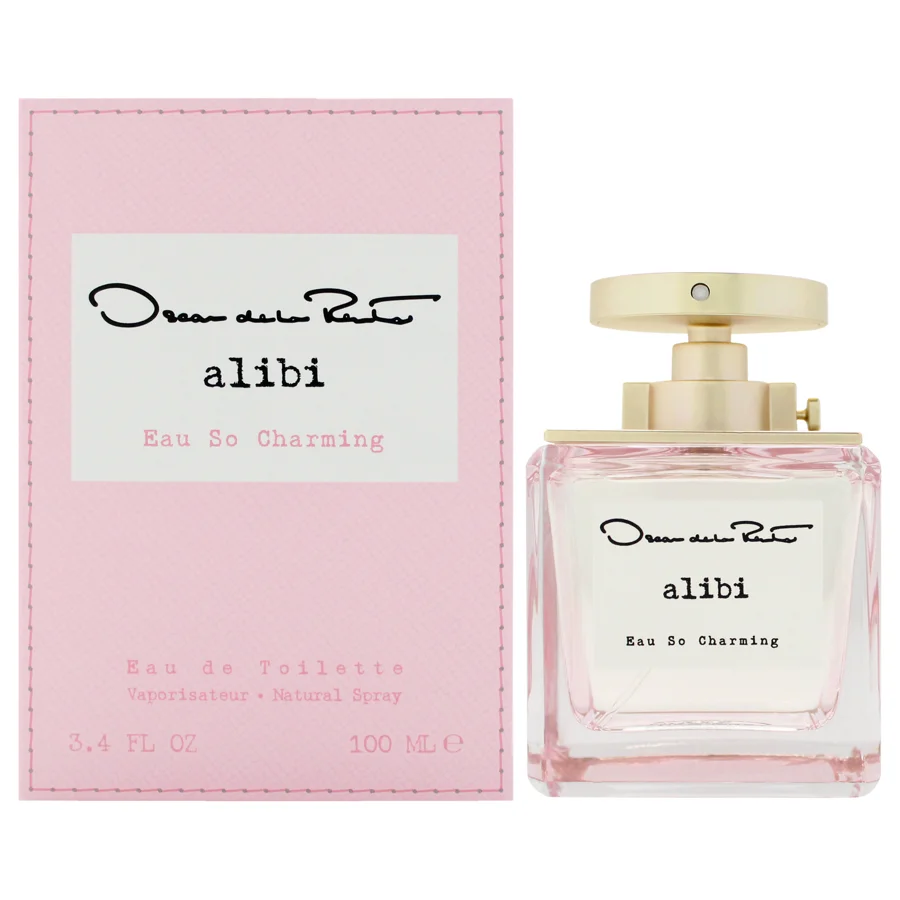 Oscar de la Renta
alibi
Eau So Charming
Eau de Toilette
Vaporisateur • Natural Spray
3.4 FL OZ 100 ML ℮
Oscar de la Renta
alibi
Eau So Charming